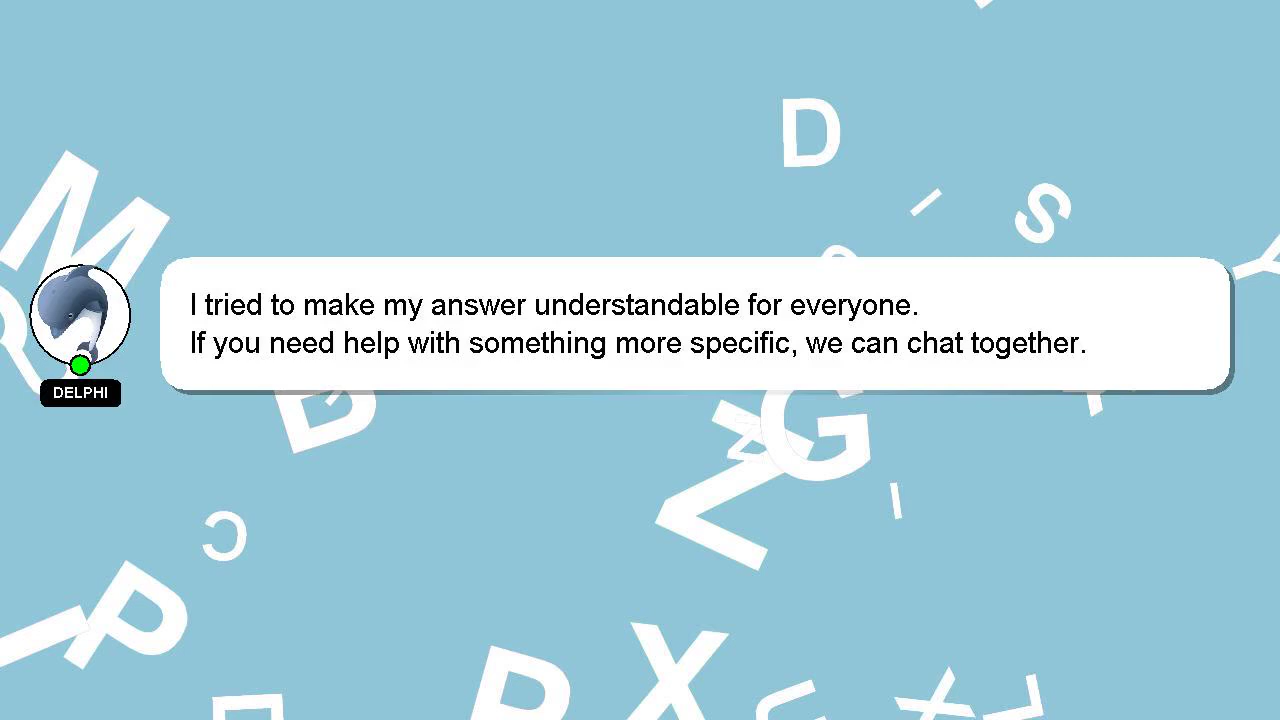 D
I
S
M
Y
I tried to make my answer understandable for everyone.
If you need help with something more specific, we can chat together.
DELPHI
B
G
Z
Z
I
C
P
I
P
X
U
X
L